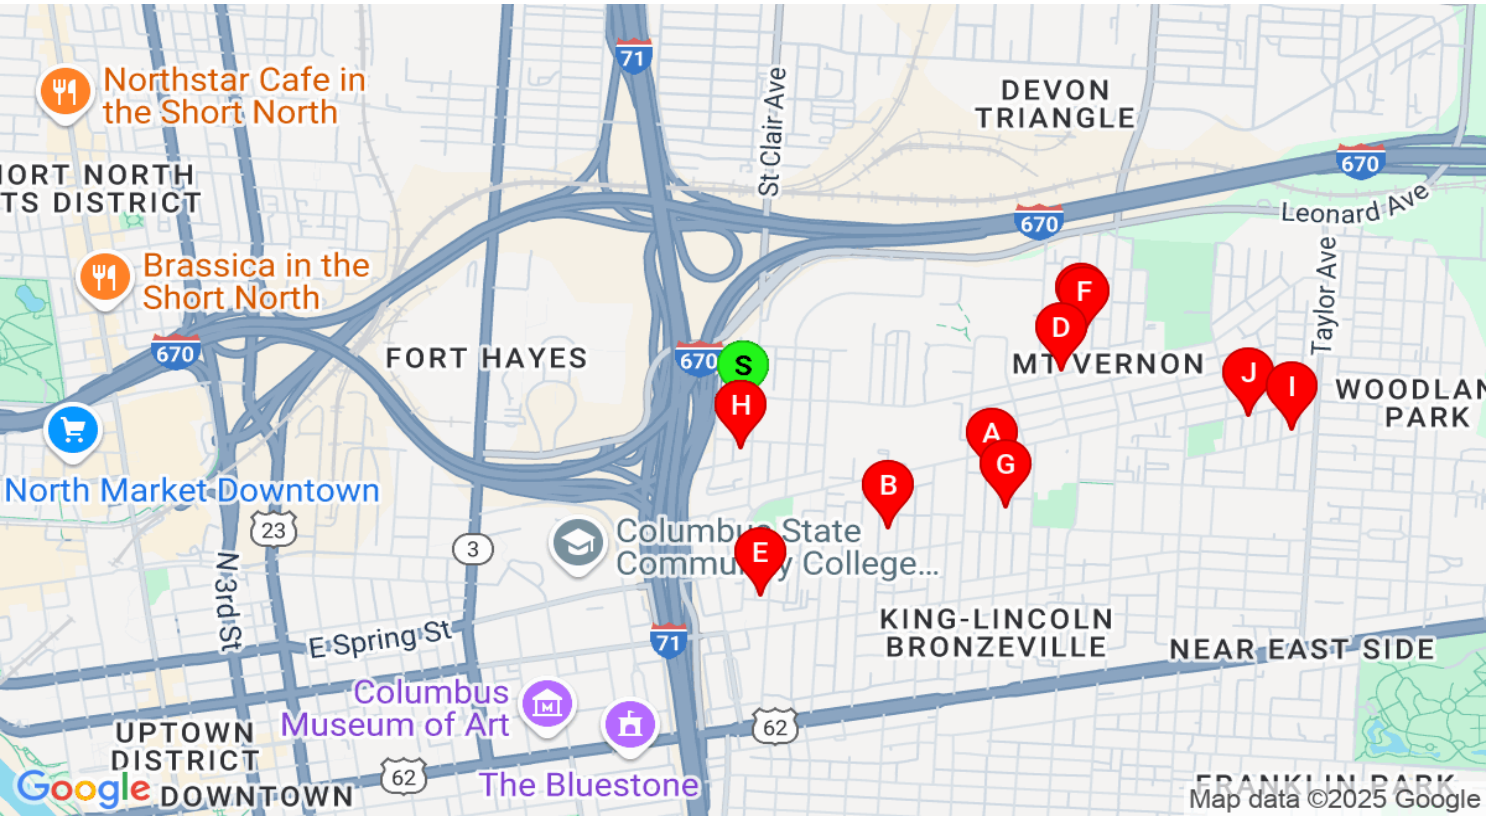 71
Northstar Cafe in
the Short North
St Clair Ave
DEVON
TRIANGLE
670
ORT NORTH
TS DISTRICT
670
Leonard Ave
Brassica in the
Short North
Taylor Ave
F
D
670
FORT HAYES
670
S
MT VERNON
J
I
WOODLAN
PARK
H
A
G
B
North Market Downtown
23
3
Columbus State
Community College...
E
N 3rd St
E Spring St
71
KING-LINCOLN
BRONZEVILLE
NEAR EAST SIDE
Columbus
Museum of Art
M
62
UPTOWN
DISTRICT
62
The Bluestone
Google
DOWNTOWN
FRANKLIN PARK
Map data ©2025 Google